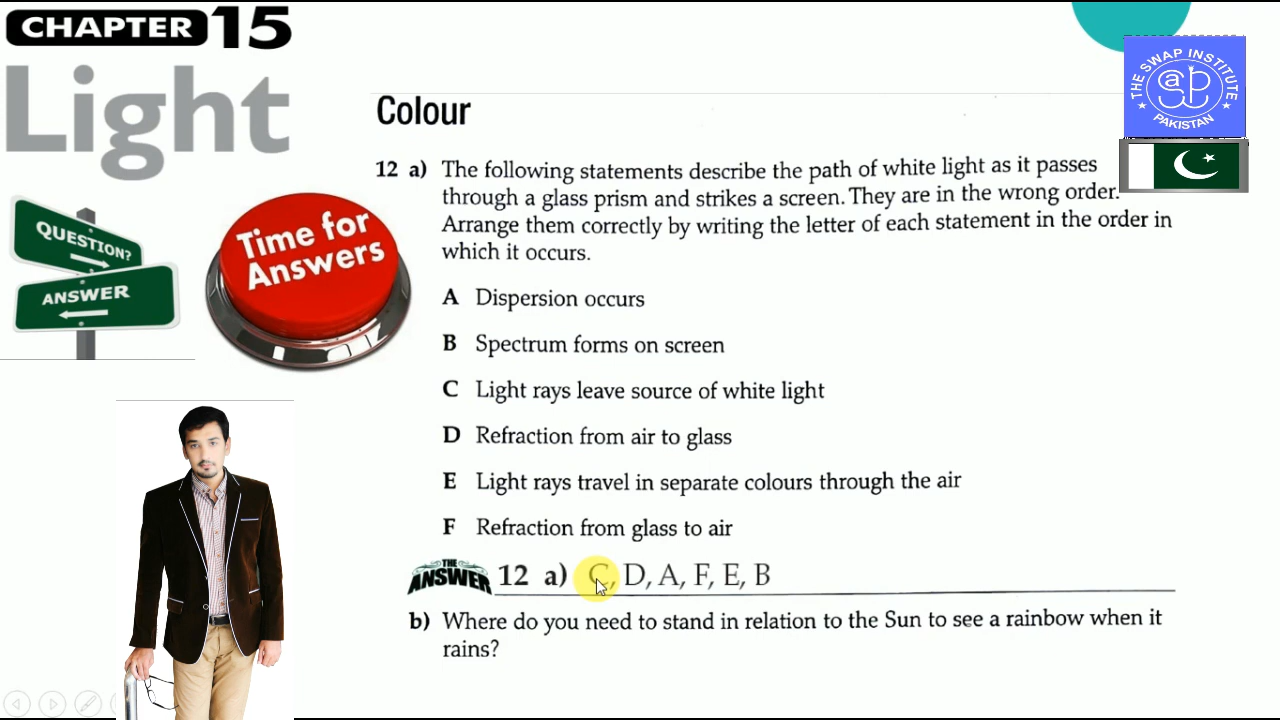 CHAPTER 15
Light
QUESTION?
ANSWER
Time for
Answers
THE SWAP INSTITUTE
PAKISTAN
Colour
12 a) The following statements describe the path of white light as it passes
through a glass prism and strikes a screen. They are in the wrong order.
Arrange them correctly by writing the letter of each statement in the order in
which it occurs.
A Dispersion occurs
B Spectrum forms on screen
C Light rays leave source of white light
D Refraction from air to glass
E Light rays travel in separate colours through the air
F Refraction from glass to air
THE
ANSWER 12 a) C, D, A, F, E, B
b) Where do you need to stand in relation to the Sun to see a rainbow when it
rains?